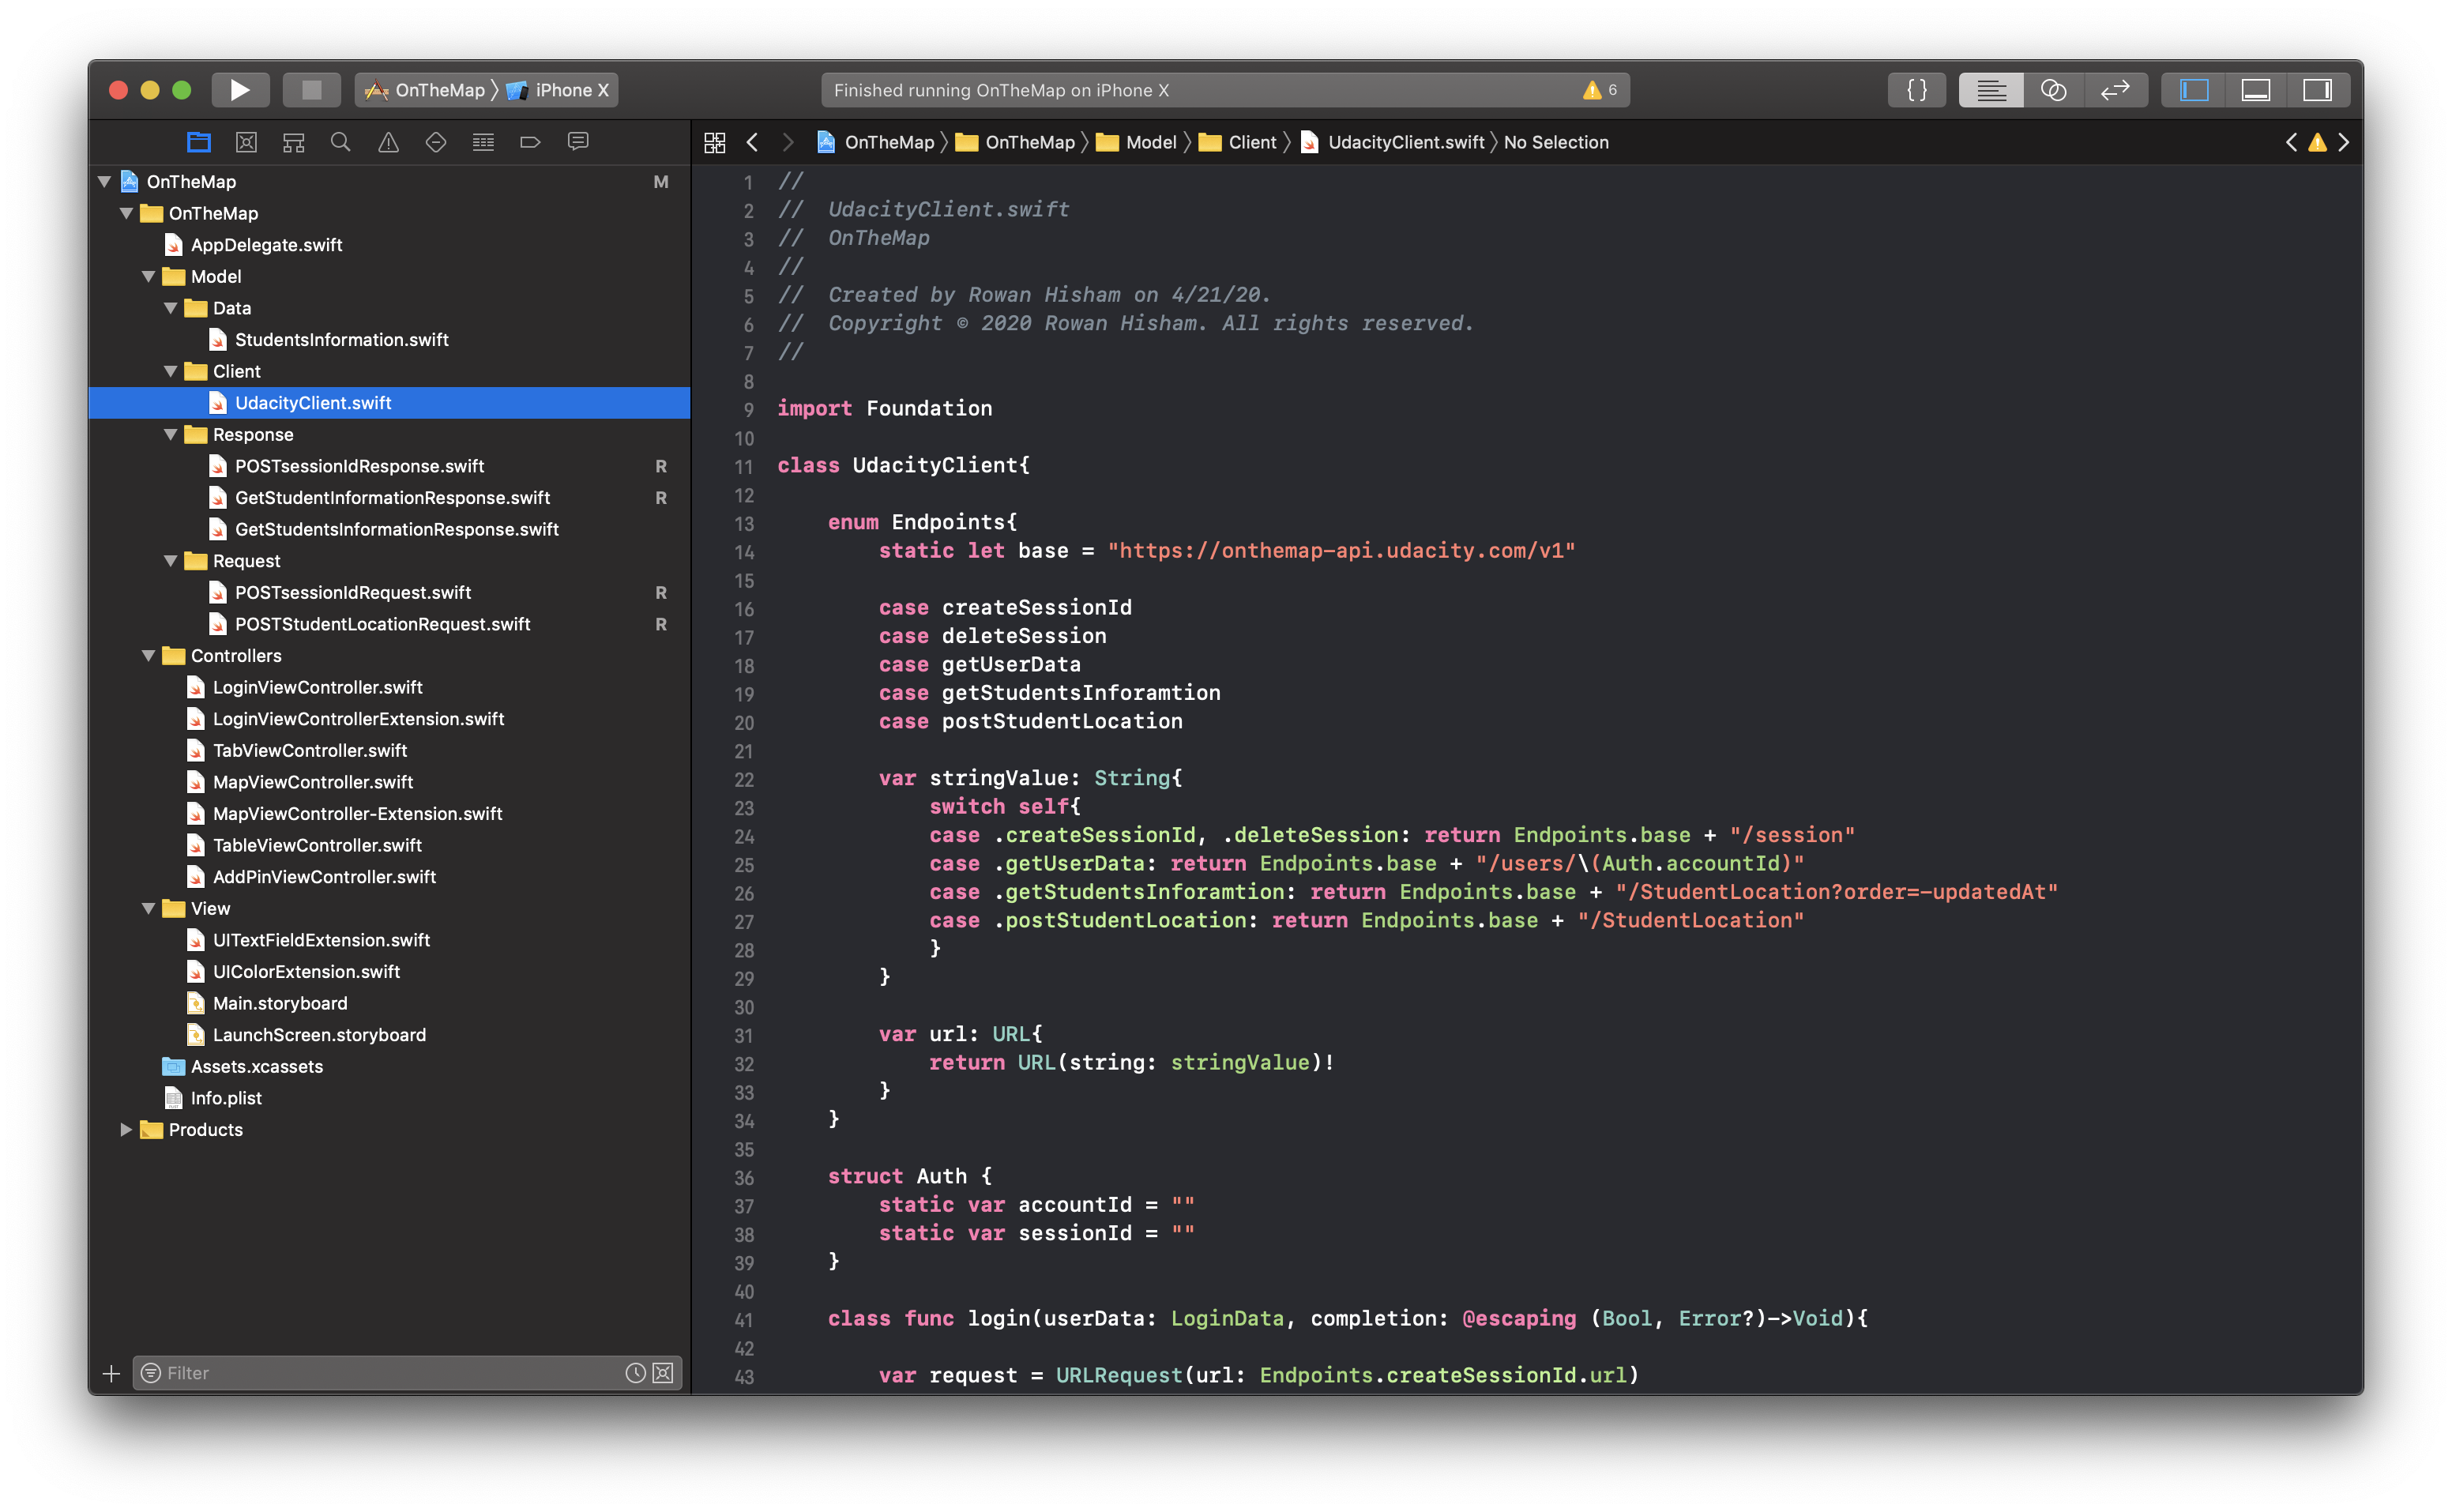 OnTheMap 〉 iPhone X
Finished running OnTheMap on iPhone X
6
{}
OnTheMap 〉 OnTheMap 〉 Model 〉 Client 〉 UdacityClient.swift 〉 No Selection
OnTheMap M
OnTheMap
AppDelegate.swift
Model
Data
StudentsInformation.swift
Client
UdacityClient.swift
Response
POSTsessionIdResponse.swift R
GetStudentInformationResponse.swift R
GetStudentsInformationResponse.swift
Request
POSTsessionIdRequest.swift R
POSTStudentLocationRequest.swift R
Controllers
LoginViewController.swift
LoginViewControllerExtension.swift
TabViewController.swift
MapViewController.swift
MapViewController-Extension.swift
TableViewController.swift
AddPinViewController.swift
View
UITextFieldExtension.swift
UIColorExtension.swift
Main.storyboard
LaunchScreen.storyboard
Assets.xcassets
Info.plist
Products
Filter
1 //
2 //  UdacityClient.swift
3 //  OnTheMap
4 //
5 //  Created by Rowan Hisham on 4/21/20.
6 //  Copyright © 2020 Rowan Hisham. All rights reserved.
7 //
8
9 import Foundation
10
11 class UdacityClient{
12
13     enum Endpoints{
14         static let base = "https://onthemap-api.udacity.com/v1"
15
16         case createSessionId
17         case deleteSession
18         case getUserData
19         case getStudentsInforamtion
20         case postStudentLocation
21
22         var stringValue: String{
23             switch self{
24             case .createSessionId, .deleteSession: return Endpoints.base + "/session"
25             case .getUserData: return Endpoints.base + "/users/\(Auth.accountId)"
26             case .getStudentsInforamtion: return Endpoints.base + "/StudentLocation?order=-updatedAt"
27             case .postStudentLocation: return Endpoints.base + "/StudentLocation"
28             }
29         }
30
31         var url: URL{
32             return URL(string: stringValue)!
33         }
34     }
35
36     struct Auth {
37         static var accountId = ""
38         static var sessionId = ""
39     }
40
41     class func login(userData: LoginData, completion: @escaping (Bool, Error?)->Void){
42
43         var request = URLRequest(url: Endpoints.createSessionId.url)